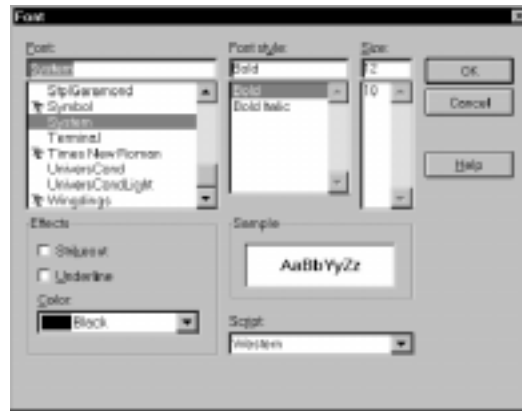 Font
Font: Font style: Size:
System Bold 12 OK
StplGaramond Bold 10 Cancel
Symbol Bold Italic
System
Terminal
Times New Roman Help
UniversCond
UniversCondLight
Wingdings
Effects Sample
Strikeout AaBbYyZz
Underline
Color:
Black Script:
Western